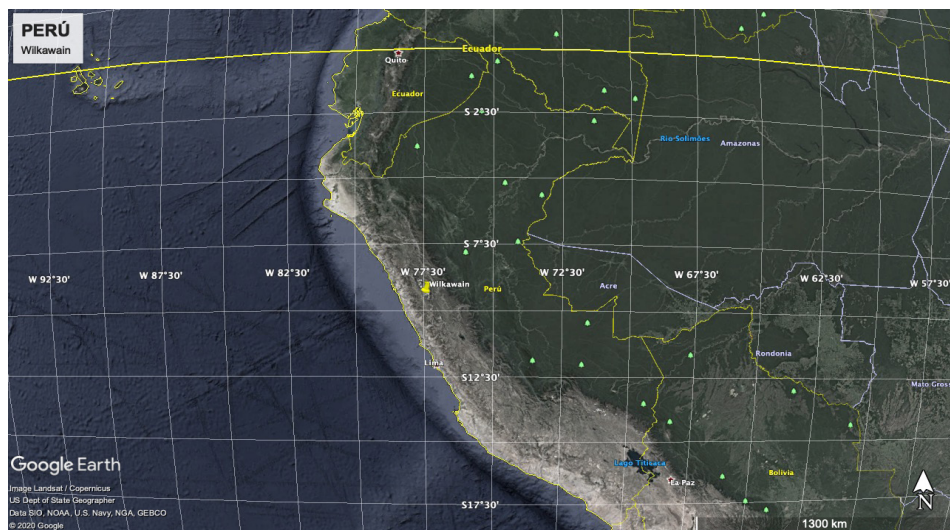 PERÚ
Wilkawain
Ecuador
Quito
Ecuador
S 2°30'
Rio Solimões
Amazonas
S 7°30'
W 92°30'
W 87°30'
W 82°30'
W 77°30'
W 72°30'
W 67°30'
W 62°30'
W 57°30'
Wilkawain
Perú
Acre
Lima
Rondonia
S12°30'
Mato Gross
Google Earth
Lago Titicaca
Bolivia
La Paz
Image Landsat / Copernicus
US Dept of State Geographer
Data SIO, NOAA, U.S. Navy, NGA, GEBCO
© 2020 Google
S 17°30'
N
1300 km